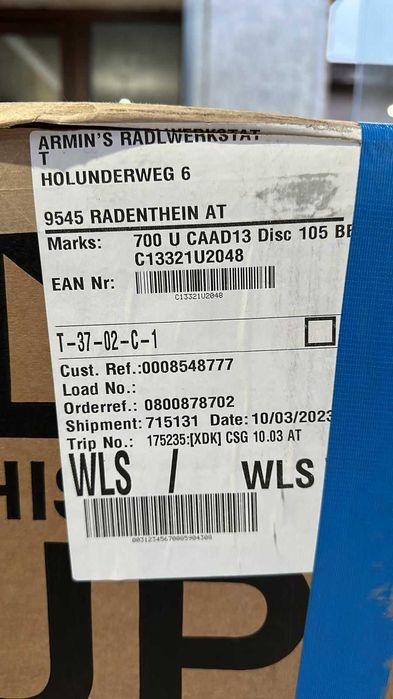 ARMIN'S RADLWERKSTAT
T
HOLUNDERWEG 6
9545 RADENTHEIN AT
Marks: 700 U CAAD13 Disc 105 B
C13321U2048
EAN Nr:
C13321U2048
T-37-02-C-1
Cust. Ref.:0008548777
Load No.:
Orderref.: 0800878702
Shipment: 715131 Date: 10/03/2023
Trip No.: 175235:[XDK] CSG 10.03 AT
WLS / WLS
HIS
UP